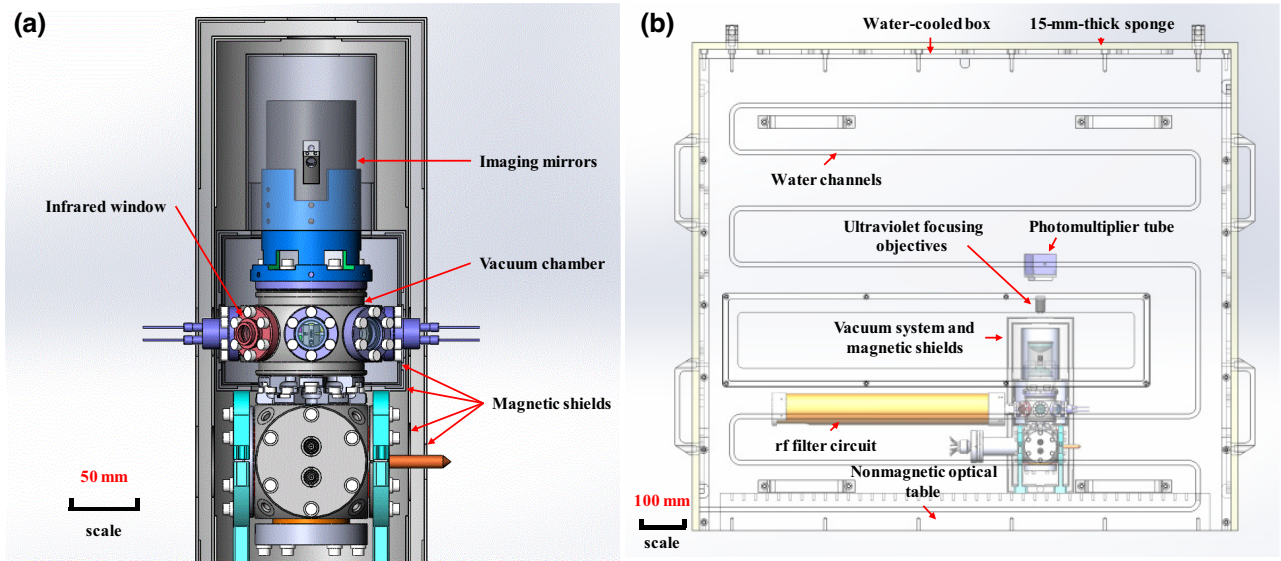 (a)
Imaging mirrors
Infrared window
Vacuum chamber
Magnetic shields
50 mm
scale
(b)
Water-cooled box
15-mm-thick sponge
Water channels
Ultraviolet focusing
objectives
Photomultiplier tube
Vacuum system and
magnetic shields
rf filter circuit
Nonmagnetic optical
table
100 mm
scale